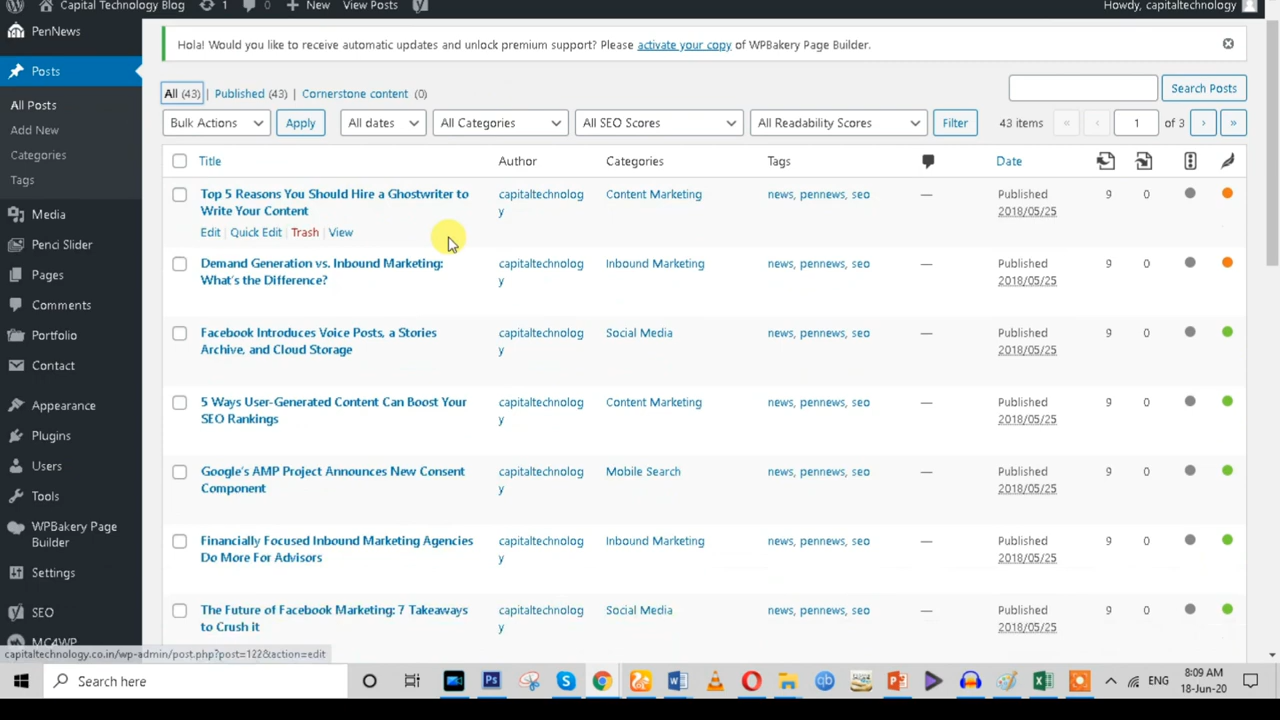 Capital Technology Blog 1 0 New View Posts Howdy, capitaltechnology
PenNews
Posts
All Posts
Add New
Categories
Tags
Media
Penci Slider
Pages
Comments
Portfolio
Contact
Appearance
Plugins
Users
Tools
WPBakery Page
Builder
Settings
SEO
MC4WP
Hola! Would you like to receive automatic updates and unlock premium support? Please activate your copy of WPBakery Page Builder.
All (43) | Published (43) | Cornerstone content (0)
Search Posts
Bulk Actions Apply All dates All Categories All SEO Scores All Readability Scores Filter 43 items « ‹ 1 of 3 › »
Title Author Categories Tags Date
Top 5 Reasons You Should Hire a Ghostwriter to capitaltechnolog Content Marketing news, pennews, seo — Published 9 0
Write Your Content y 2018/05/25
Edit | Quick Edit | Trash | View
Demand Generation vs. Inbound Marketing: capitaltechnolog Inbound Marketing news, pennews, seo — Published 9 0
What's the Difference? y 2018/05/25
Facebook Introduces Voice Posts, a Stories capitaltechnolog Social Media news, pennews, seo — Published 9 0
Archive, and Cloud Storage y 2018/05/25
5 Ways User-Generated Content Can Boost Your capitaltechnolog Content Marketing news, pennews, seo — Published 9 0
SEO Rankings y 2018/05/25
Google's AMP Project Announces New Consent capitaltechnolog Mobile Search news, pennews, seo — Published 9 0
Component y 2018/05/25
Financially Focused Inbound Marketing Agencies capitaltechnolog Inbound Marketing news, pennews, seo — Published 9 0
Do More For Advisors y 2018/05/25
The Future of Facebook Marketing: 7 Takeaways capitaltechnolog Social Media news, pennews, seo — Published 9 0
to Crush it y 2018/05/25
capitaltechnology.co.in/wp-admin/post.php?post=122&action=edit
Search here
ENG
8:09 AM
18-Jun-20